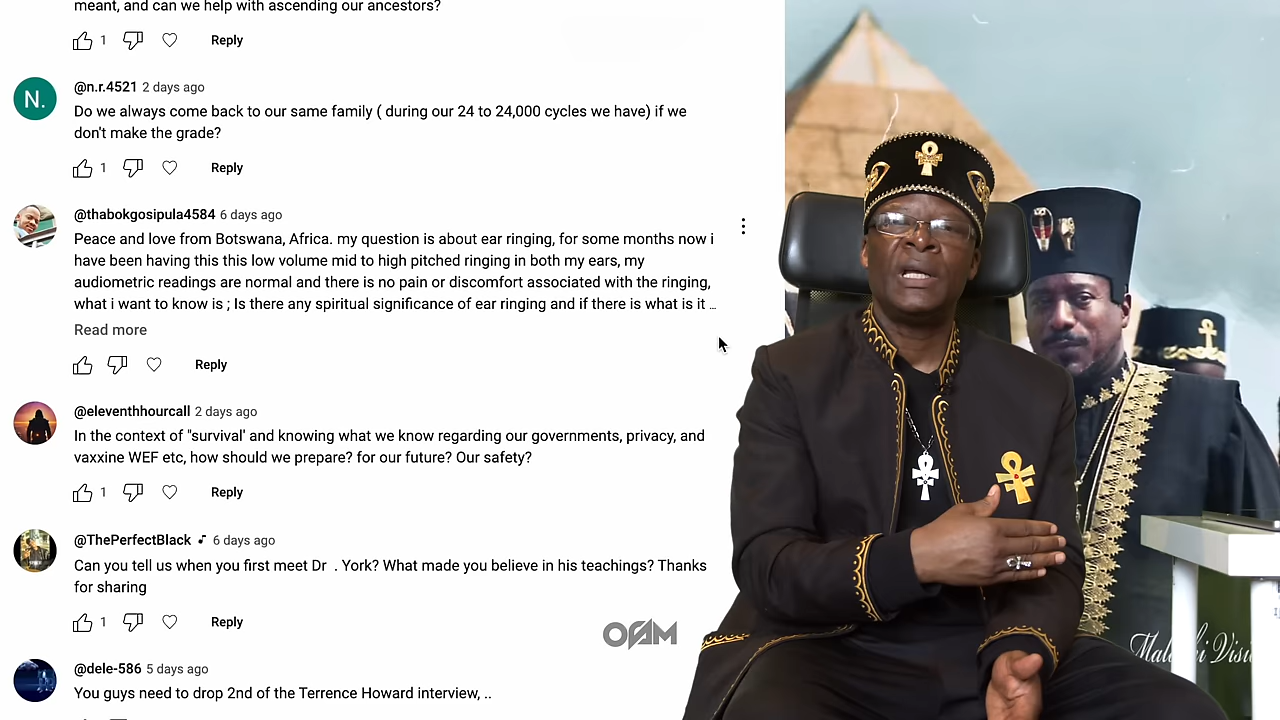 meant, and can we help with ascending our ancestors?
1 Reply
@n.r.4521 2 days ago
N.
Do we always come back to our same family ( during our 24 to 24,000 cycles we have) if we
don't make the grade?
1 Reply
@thabokgosipula4584 6 days ago
Peace and love from Botswana, Africa. my question is about ear ringing, for some months now i
have been having this this low volume mid to high pitched ringing in both my ears, my
audiometric readings are normal and there is no pain or discomfort associated with the ringing,
what i want to know is ; Is there any spiritual significance of ear ringing and if there is what is it ...
Read more
Reply
@eleventhhourcall 2 days ago
In the context of "survival' and knowing what we know regarding our governments, privacy, and
vaxxine WEF etc, how should we prepare? for our future? Our safety?
1 Reply
@ThePerfectBlack 6 days ago
Can you tell us when you first meet Dr . York? What made you believe in his teachings? Thanks
for sharing
1 Reply
OFAM
@dele-586 5 days ago
You guys need to drop 2nd of the Terrence Howard interview, ..